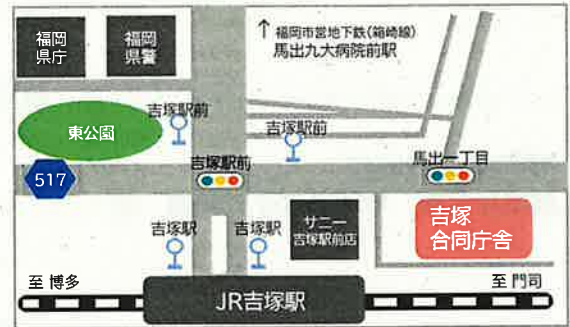 福岡
県庁
福岡
県警
↑ 福岡市営地下鉄(箱崎線)
馬出九大病院前駅
東公園
吉塚駅前
吉塚駅前
517
吉塚駅前
馬出一丁目
吉塚駅
吉塚駅
サニー
吉塚駅前店
吉塚
合同庁舎
至 博多
JR吉塚駅
至 門司